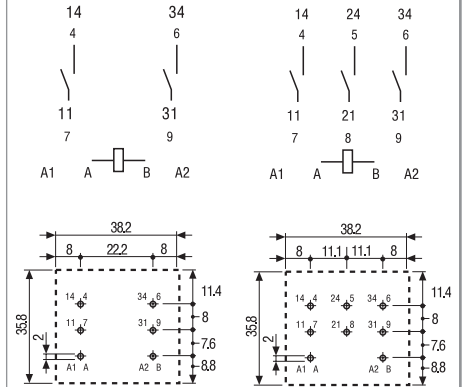 14 34
4 6
11 31
7 9
A1 A B A2
14 24 34
4 5 6
11 21 31
7 8 9
A1 A B A2
38.2
8 22.2 8
35.8
2
14 4 34 6
11 7 31 9
A1 A A2 B
11.4
8
7.6
8.8
38.2
8 11.1 11.1 8
35.8
2
14 4 24 5 34 6
11 7 21 8 31 9
A1 A A2 B
11.4
8
7.6
8.8